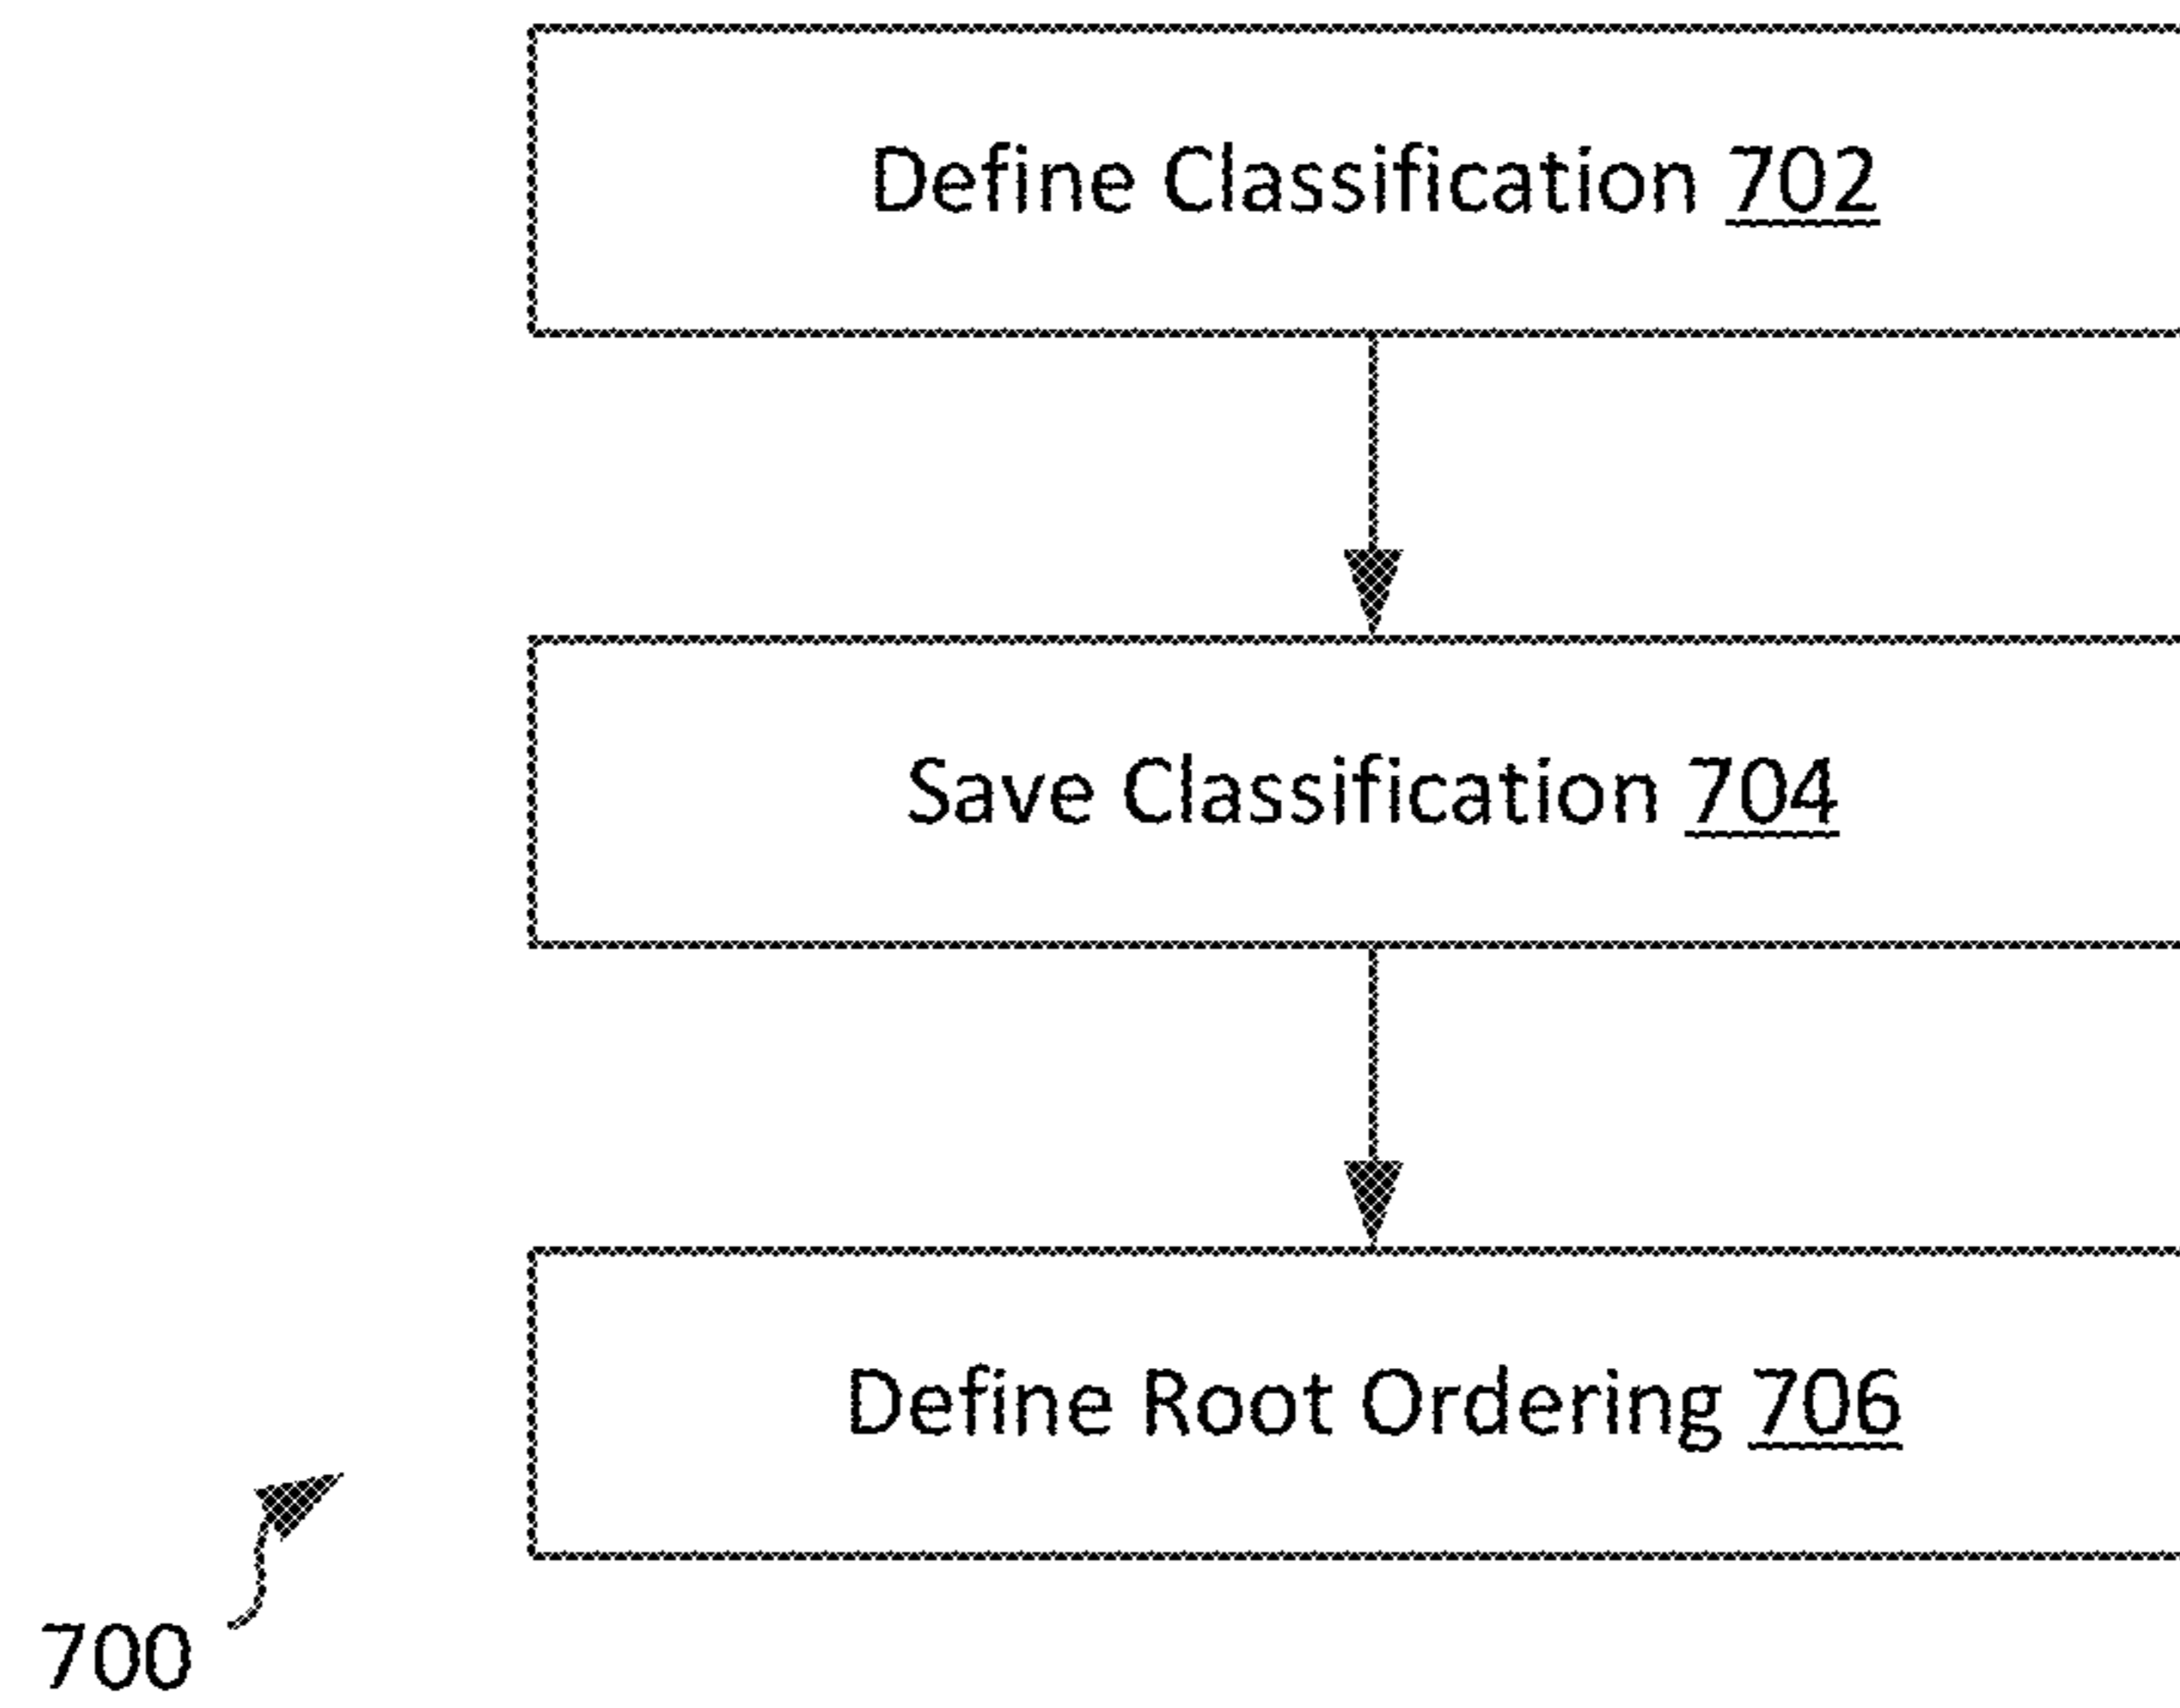 Define Classification 702
Save Classification 704
Define Root Ordering 706
700